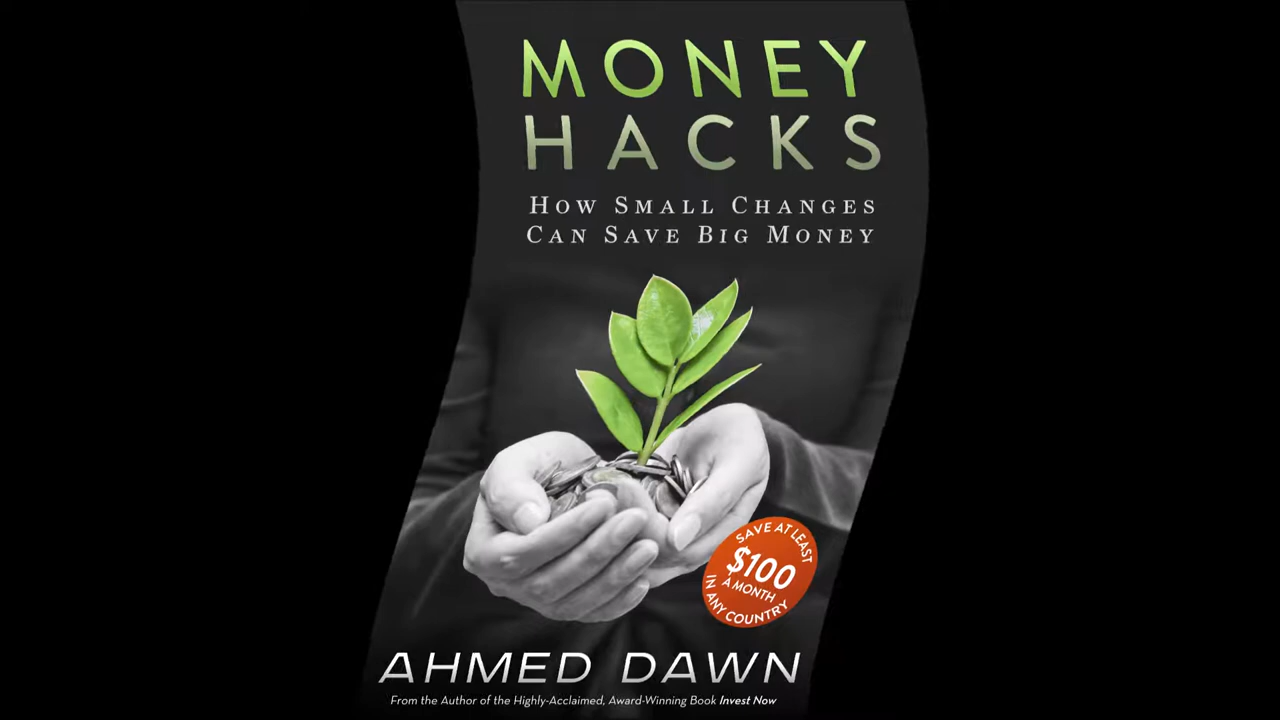 MONEY
HACKS
HOW SMALL CHANGES
CAN SAVE BIG MONEY
SAVE AT LEAST
$100
A MONTH
IN ANY COUNTRY
AHMED DAWN
From the Author of the Highly-Acclaimed, Award-Winning Book Invest Now